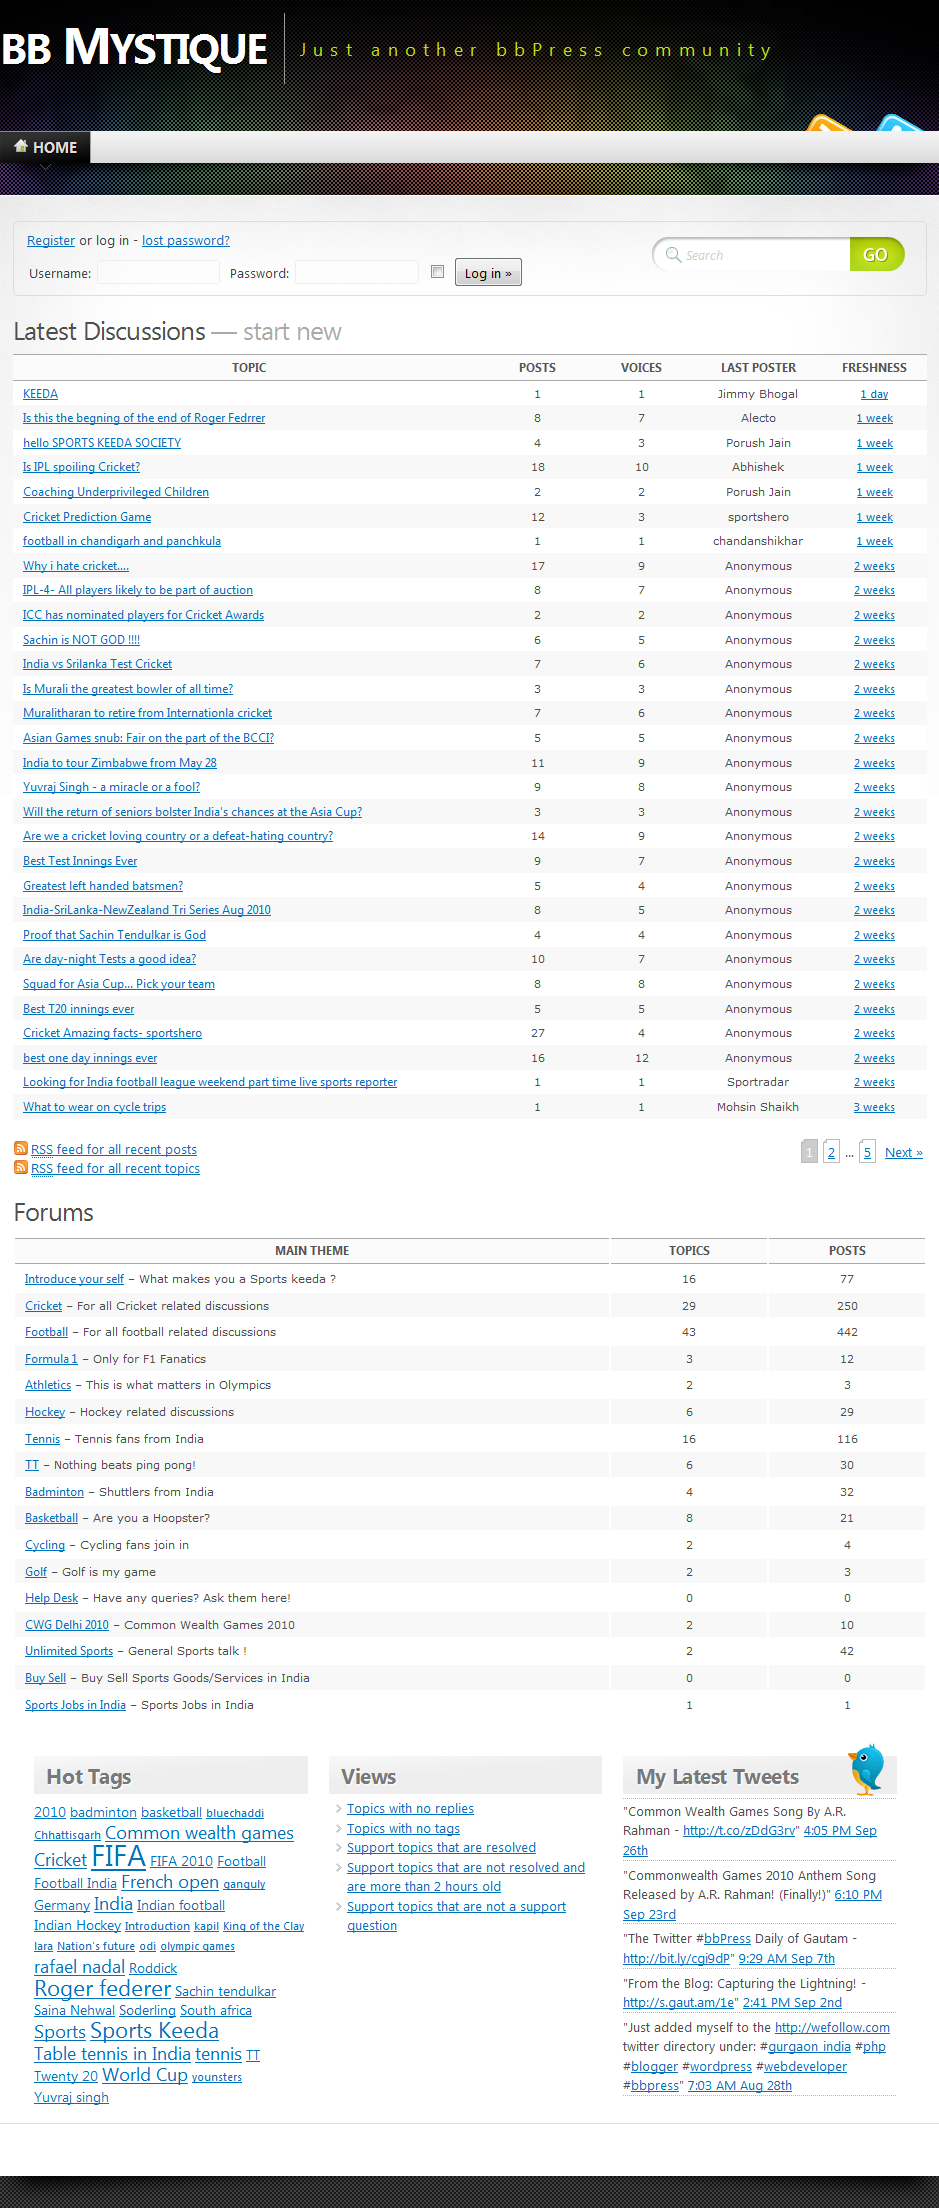 BB MYSTIQUE
Just another bbPress community
HOME
Register or log in - lost password?
Username: Password: Log in »
Search GO
Latest Discussions — start new
TOPIC POSTS VOICES LAST POSTER FRESHNESS
KEEDA 1 1 Jimmy Bhogal 1 day
Is this the begning of the end of Roger Fedrrer 8 7 Alecto 1 week
hello SPORTS KEEDA SOCIETY 4 3 Porush Jain 1 week
Is IPL spoiling Cricket? 18 10 Abhishek 1 week
Coaching Underprivileged Children 2 2 Porush Jain 1 week
Cricket Prediction Game 12 3 sportshero 1 week
football in chandigarh and panchkula 1 1 chandanshikhar 1 week
Why i hate cricket.... 17 9 Anonymous 2 weeks
IPL-4- All players likely to be part of auction 8 7 Anonymous 2 weeks
ICC has nominated players for Cricket Awards 2 2 Anonymous 2 weeks
Sachin is NOT GOD !!!! 6 5 Anonymous 2 weeks
India vs Srilanka Test Cricket 7 6 Anonymous 2 weeks
Is Murali the greatest bowler of all time? 3 3 Anonymous 2 weeks
Muralitharan to retire from Internationla cricket 7 6 Anonymous 2 weeks
Asian Games snub: Fair on the part of the BCCI? 5 5 Anonymous 2 weeks
India to tour Zimbabwe from May 28 11 9 Anonymous 2 weeks
Yuvraj Singh - a miracle or a fool? 9 8 Anonymous 2 weeks
Will the return of seniors bolster India's chances at the Asia Cup? 3 3 Anonymous 2 weeks
Are we a cricket loving country or a defeat-hating country? 14 9 Anonymous 2 weeks
Best Test Innings Ever 9 7 Anonymous 2 weeks
Greatest left handed batsmen? 5 4 Anonymous 2 weeks
India-SriLanka-NewZealand Tri Series Aug 2010 8 5 Anonymous 2 weeks
Proof that Sachin Tendulkar is God 4 4 Anonymous 2 weeks
Are day-night Tests a good idea? 10 7 Anonymous 2 weeks
Squad for Asia Cup... Pick your team 8 8 Anonymous 2 weeks
Best T20 innings ever 5 5 Anonymous 2 weeks
Cricket Amazing facts- sportshero 27 4 Anonymous 2 weeks
best one day innings ever 16 12 Anonymous 2 weeks
Looking for India football league weekend part time live sports reporter 1 1 Sportradar 2 weeks
What to wear on cycle trips 1 1 Mohsin Shaikh 3 weeks
RSS feed for all recent posts
RSS feed for all recent topics
1 2 ... 5 Next »
Forums
MAIN THEME TOPICS POSTS
Introduce your self – What makes you a Sports keeda ? 16 77
Cricket – For all Cricket related discussions 29 250
Football – For all football related discussions 43 442
Formula 1 – Only for F1 Fanatics 3 12
Athletics – This is what matters in Olympics 2 3
Hockey – Hockey related discussions 6 29
Tennis – Tennis fans from India 16 116
TT – Nothing beats ping pong! 6 30
Badminton – Shuttlers from India 4 32
Basketball – Are you a Hoopster? 8 21
Cycling – Cycling fans join in 2 4
Golf – Golf is my game 2 3
Help Desk – Have any queries? Ask them here! 0 0
CWG Delhi 2010 – Common Wealth Games 2010 2 10
Unlimited Sports – General Sports talk ! 2 42
Buy Sell – Buy Sell Sports Goods/Services in India 0 0
Sports Jobs in India – Sports Jobs in India 1 1
Hot Tags
2010 badminton basketball bluechaddi
Chhattisgarh Common wealth games
Cricket FIFA FIFA 2010 Football
Football India French open ganguly
Germany India Indian football
Indian Hockey Introduction kapil King of the Clay
lara Nation's future odi olympic games
rafael nadal Roddick
Roger federer Sachin tendulkar
Saina Nehwal Soderling South africa
Sports Sports Keeda
Table tennis in India tennis TT
Twenty 20 World Cup younsters
Yuvraj singh
Views
Topics with no replies
Topics with no tags
Support topics that are resolved
Support topics that are not resolved and
are more than 2 hours old
Support topics that are not a support
question
My Latest Tweets
"Common Wealth Games Song By A.R.
Rahman - http://t.co/zDdG3rv" 4:05 PM Sep
26th
"Commonwealth Games 2010 Anthem Song
Released by A.R. Rahman! (Finally!)" 6:10 PM
Sep 23rd
"The Twitter #bbPress Daily of Gautam -
http://bit.ly/cgi9dP" 9:29 AM Sep 7th
"From the Blog: Capturing the Lightning! -
http://s.gaut.am/1e" 2:41 PM Sep 2nd
"Just added myself to the http://wefollow.com
twitter directory under: #gurgaon india #php
#blogger #wordpress #webdeveloper
#bbpress" 7:03 AM Aug 28th